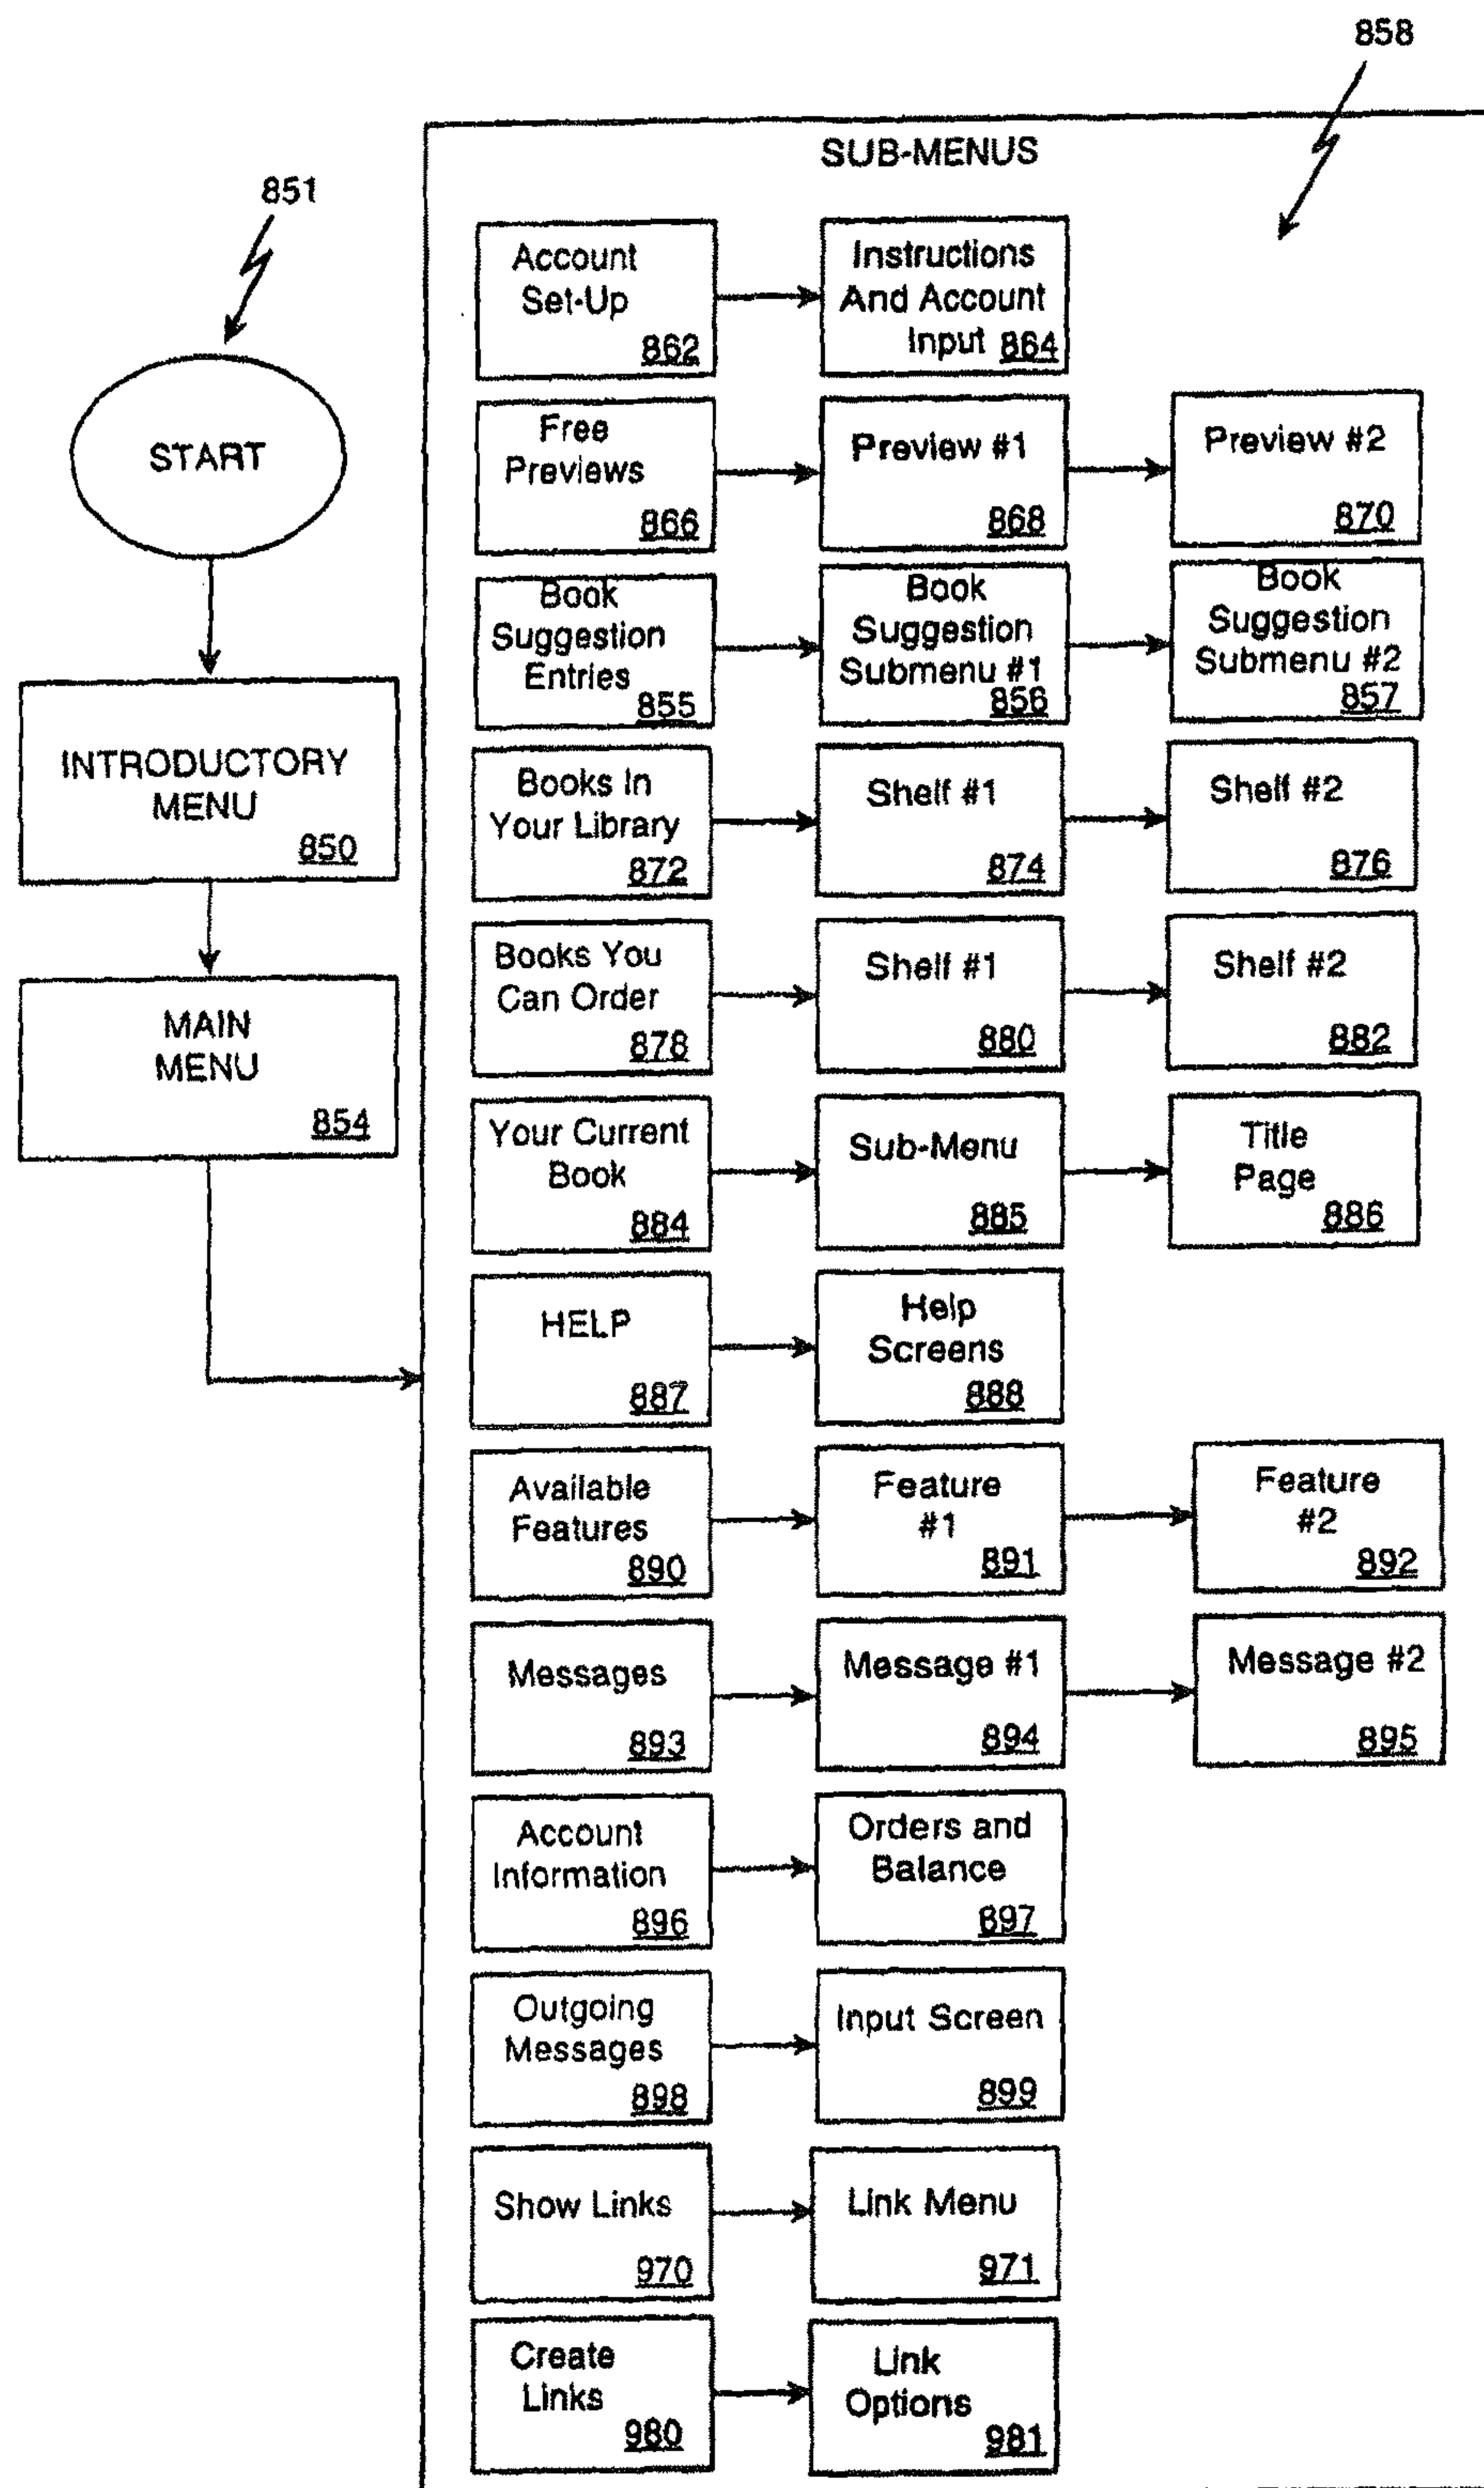 858
SUB-MENUS
851
START
INTRODUCTORY
MENU
850
MAIN
MENU
854
Account
Set-Up
862
Instructions
And Account
Input 864
Free
Previews
866
Preview #1
868
Preview #2
870
Book
Suggestion
Entries
855
Book
Suggestion
Submenu #1
856
Book
Suggestion
Submenu #2
857
Books In
Your Library
872
Shelf #1
874
Shelf #2
876
Books You
Can Order
878
Shelf #1
880
Shelf #2
882
Your Current
Book
884
Sub-Menu
885
Title
Page
886
HELP
887
Help
Screens
888
Available
Features
890
Feature
#1
891
Feature
#2
892
Messages
893
Message #1
894
Message #2
895
Account
Information
896
Orders and
Balance
897
Outgoing
Messages
898
Input Screen
899
Show Links
970
Link Menu
971
Create
Links
980
Link
Options
981